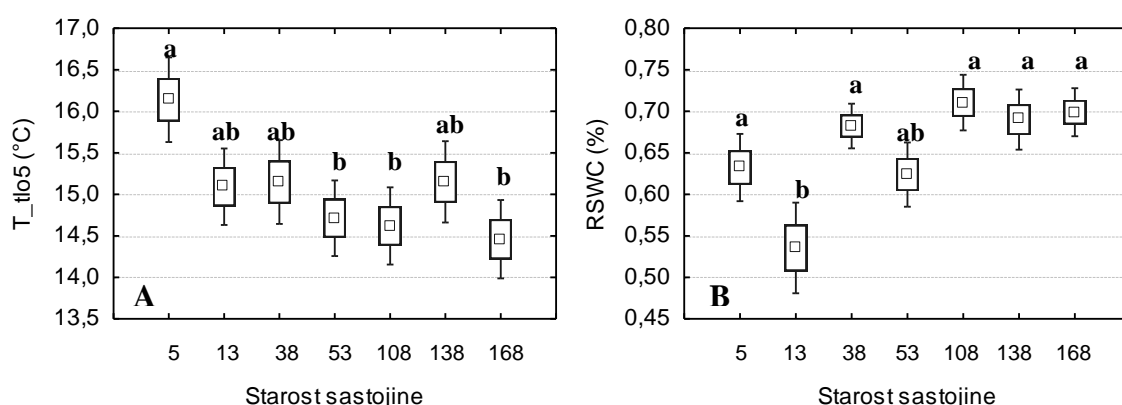 17,0
16,5
16,0
15,5
15,0
14,5
14,0
13,5
T_tlo5 (°C)
a
ab
ab
b
b
ab
b
A
5 13 38 53 108 138 168
Starost sastojine
0,80
0,75
0,70
0,65
0,60
0,55
0,50
0,45
RSWC (%)
a
b
a
ab
a
a
a
B
5 13 38 53 108 138 168
Starost sastojine